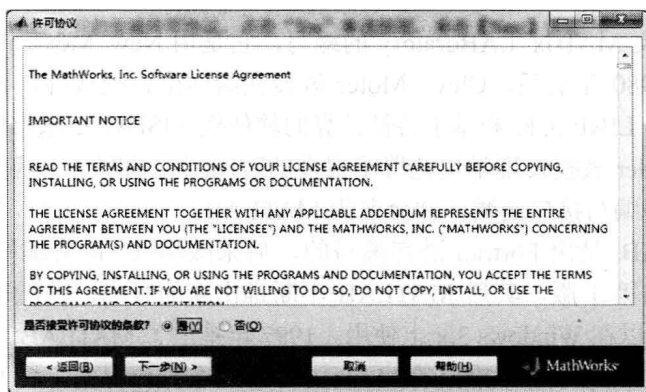 许可协议
The MathWorks, Inc. Software License Agreement
IMPORTANT NOTICE
READ THE TERMS AND CONDITIONS OF YOUR LICENSE AGREEMENT CAREFULLY BEFORE COPYING,
INSTALLING, OR USING THE PROGRAMS OR DOCUMENTATION.
THE LICENSE AGREEMENT TOGETHER WITH ANY APPLICABLE ADDENDUM REPRESENTS THE ENTIRE
AGREEMENT BETWEEN YOU (THE "LICENSEE") AND THE MATHWORKS, INC. ("MATHWORKS") CONCERNING
THE PROGRAM(S) AND DOCUMENTATION.
BY COPYING, INSTALLING, OR USING THE PROGRAMS AND DOCUMENTATION, YOU ACCEPT THE TERMS
OF THIS AGREEMENT. IF YOU ARE NOT WILLING TO DO SO, DO NOT COPY, INSTALL, OR USE THE
PROGRAMS AND DOCUMENTATION.
是否接受许可协议的条款? 是(Y) 否(O)
< 返回(B) 下一步(N) > 取消 帮助(H) MathWorks